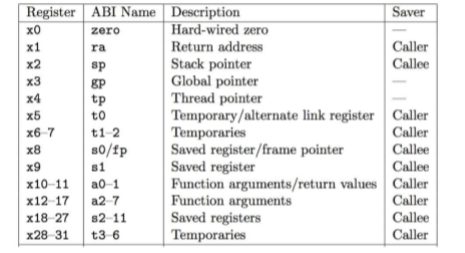 Register ABI Name Description Saver
x0 zero Hard-wired zero —
x1 ra Return address Caller
x2 sp Stack pointer Callee
x3 gp Global pointer —
x4 tp Thread pointer —
x5 t0 Temporary/alternate link register Caller
x6–7 t1–2 Temporaries Caller
x8 s0/fp Saved register/frame pointer Callee
x9 s1 Saved register Callee
x10–11 a0–1 Function arguments/return values Caller
x12–17 a2–7 Function arguments Caller
x18–27 s2–11 Saved registers Callee
x28–31 t3–6 Temporaries Caller